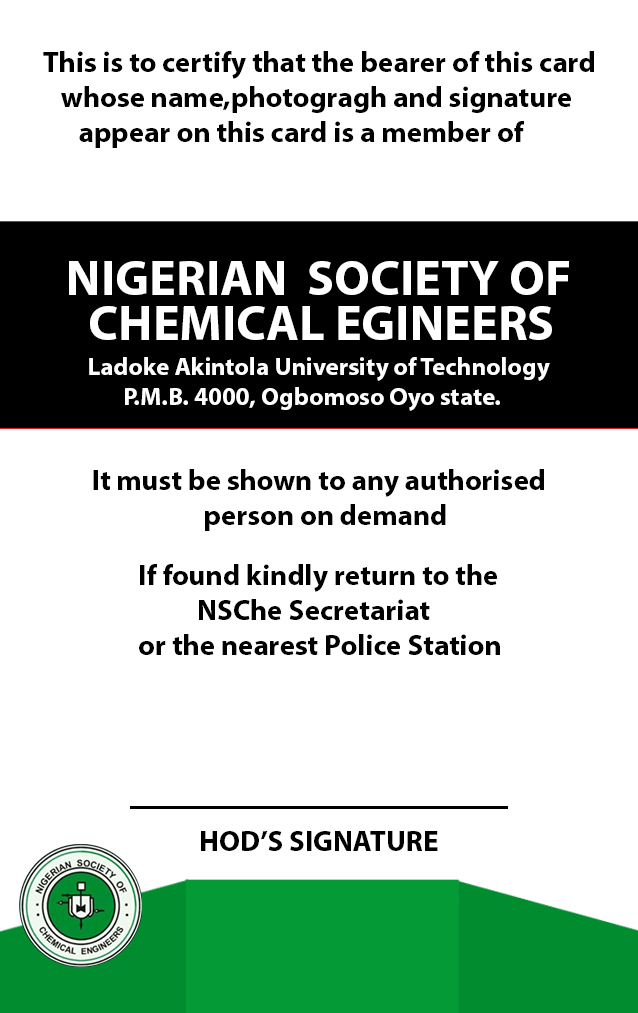 This is to certify that the bearer of this card
whose name,photogragh and signature
appear on this card is a member of
NIGERIAN SOCIETY OF
CHEMICAL EGINEERS
Ladoke Akintola University of Technology
P.M.B. 4000, Ogbomoso Oyo state.
It must be shown to any authorised
person on demand
If found kindly return to the
NSChe Secretariat
or the nearest Police Station
HOD’S SIGNATURE
NIGERIAN SOCIETY OF
CHEMICAL ENGINEERS